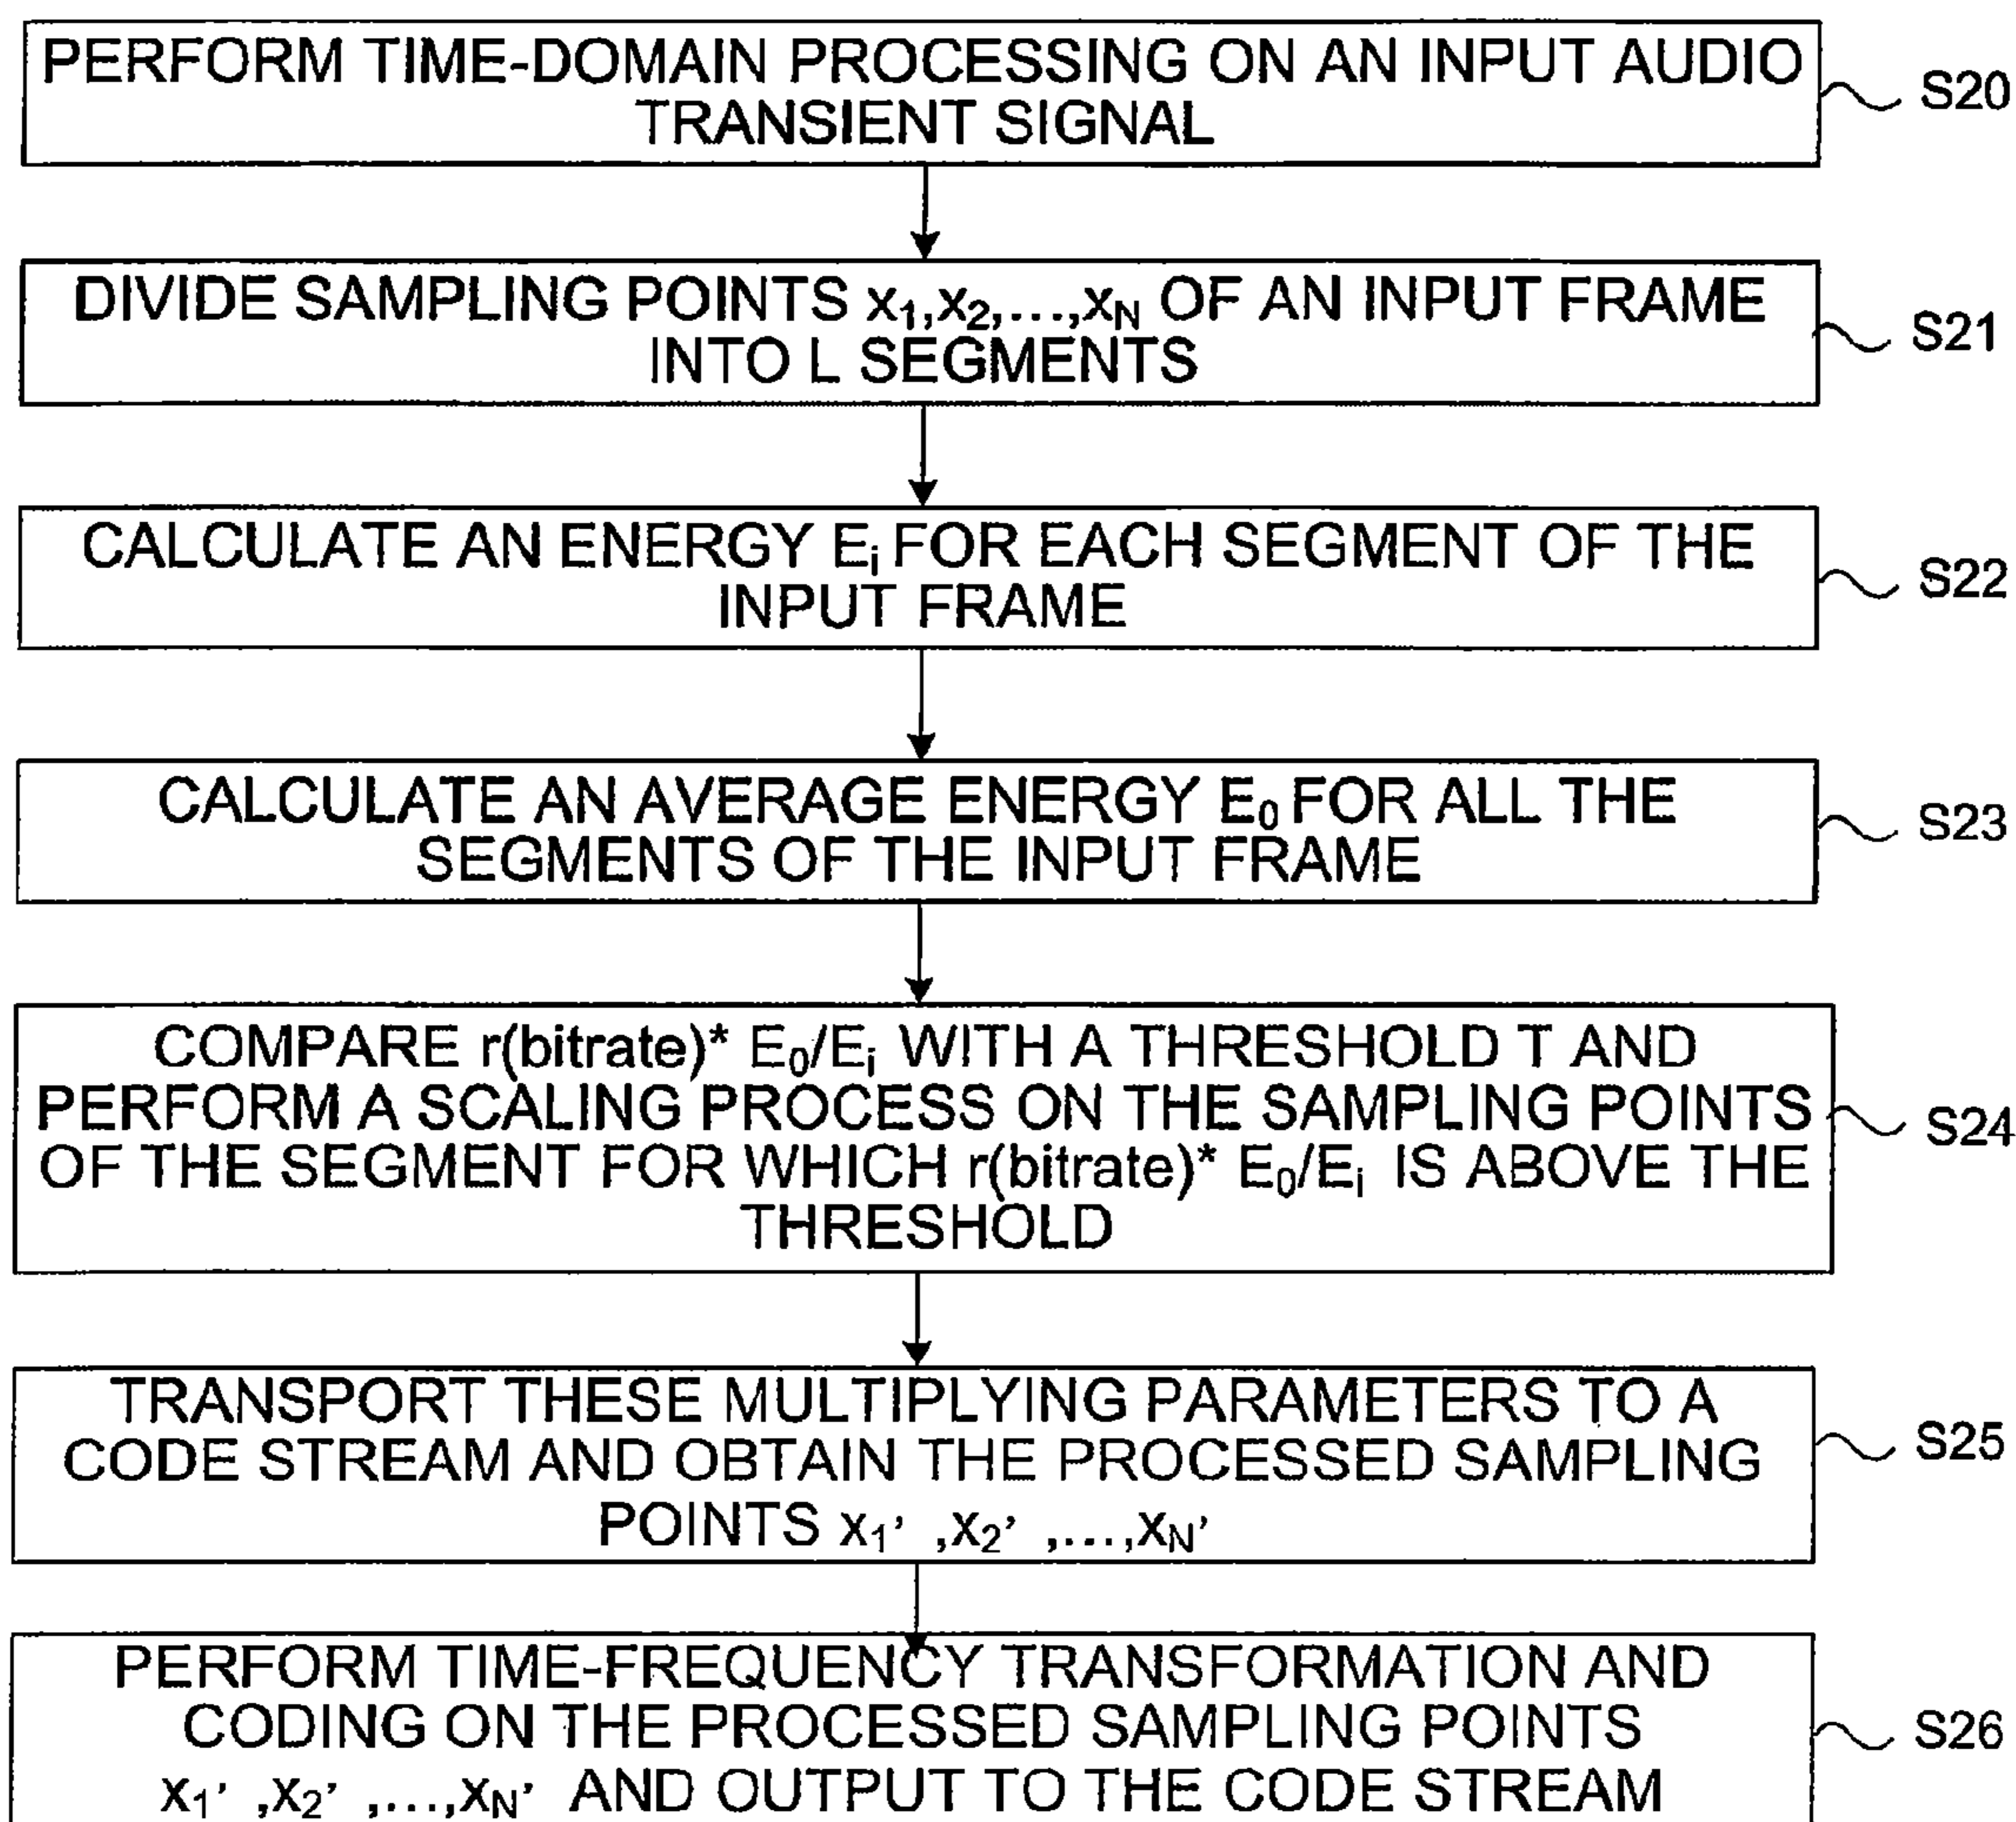 PERFORM TIME-DOMAIN PROCESSING ON AN INPUT AUDIO
TRANSIENT SIGNAL
S20
DIVIDE SAMPLING POINTS x₁,x₂,...,x_N OF AN INPUT FRAME
INTO L SEGMENTS
S21
CALCULATE AN ENERGY Eᵢ FOR EACH SEGMENT OF THE
INPUT FRAME
S22
CALCULATE AN AVERAGE ENERGY E₀ FOR ALL THE
SEGMENTS OF THE INPUT FRAME
S23
COMPARE r(bitrate)* E₀/Eᵢ WITH A THRESHOLD T AND
PERFORM A SCALING PROCESS ON THE SAMPLING POINTS
OF THE SEGMENT FOR WHICH r(bitrate)* E₀/Eᵢ IS ABOVE THE
THRESHOLD
S24
TRANSPORT THESE MULTIPLYING PARAMETERS TO A
CODE STREAM AND OBTAIN THE PROCESSED SAMPLING
POINTS x₁' ,x₂' ,...,x_N'
S25
PERFORM TIME-FREQUENCY TRANSFORMATION AND
CODING ON THE PROCESSED SAMPLING POINTS
x₁' ,x₂' ,...,x_N' AND OUTPUT TO THE CODE STREAM
S26